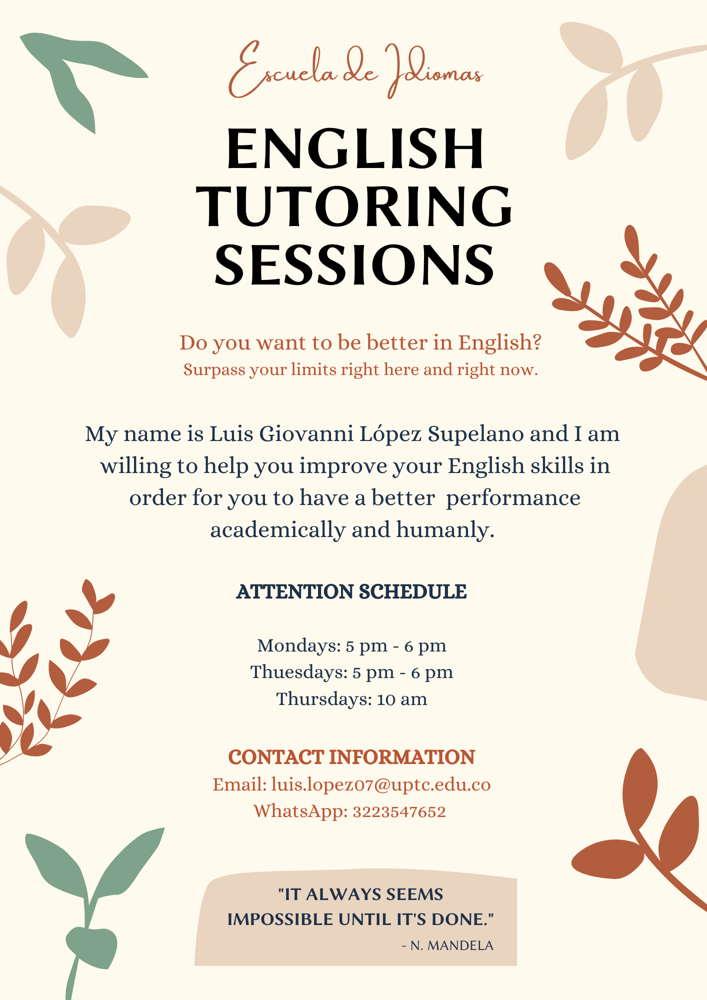 Escuela de Idiomas
ENGLISH
TUTORING
SESSIONS
Do you want to be better in English?
Surpass your limits right here and right now.
My name is Luis Giovanni López Supelano and I am
willing to help you improve your English skills in
order for you to have a better  performance
academically and humanly.
ATTENTION SCHEDULE
Mondays: 5 pm - 6 pm
Thuesdays: 5 pm - 6 pm
Thursdays: 10 am
CONTACT INFORMATION
Email: luis.lopez07@uptc.edu.co
WhatsApp: 3223547652
"IT ALWAYS SEEMS
IMPOSSIBLE UNTIL IT'S DONE."
- N. MANDELA